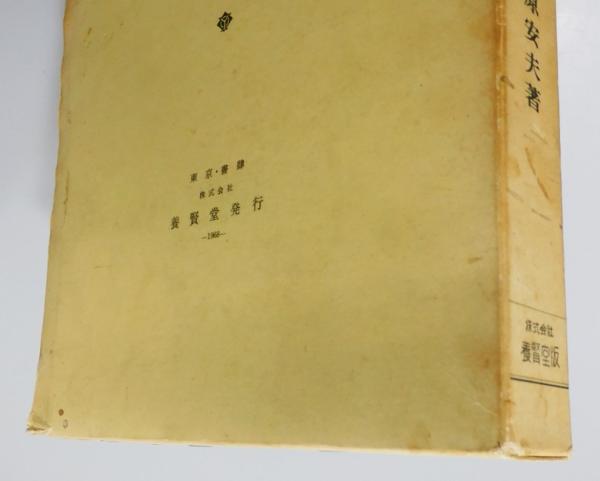 東京・書肆
株式会社
養賢堂発行
—1968—
原安夫著
株式会社
養賢堂版